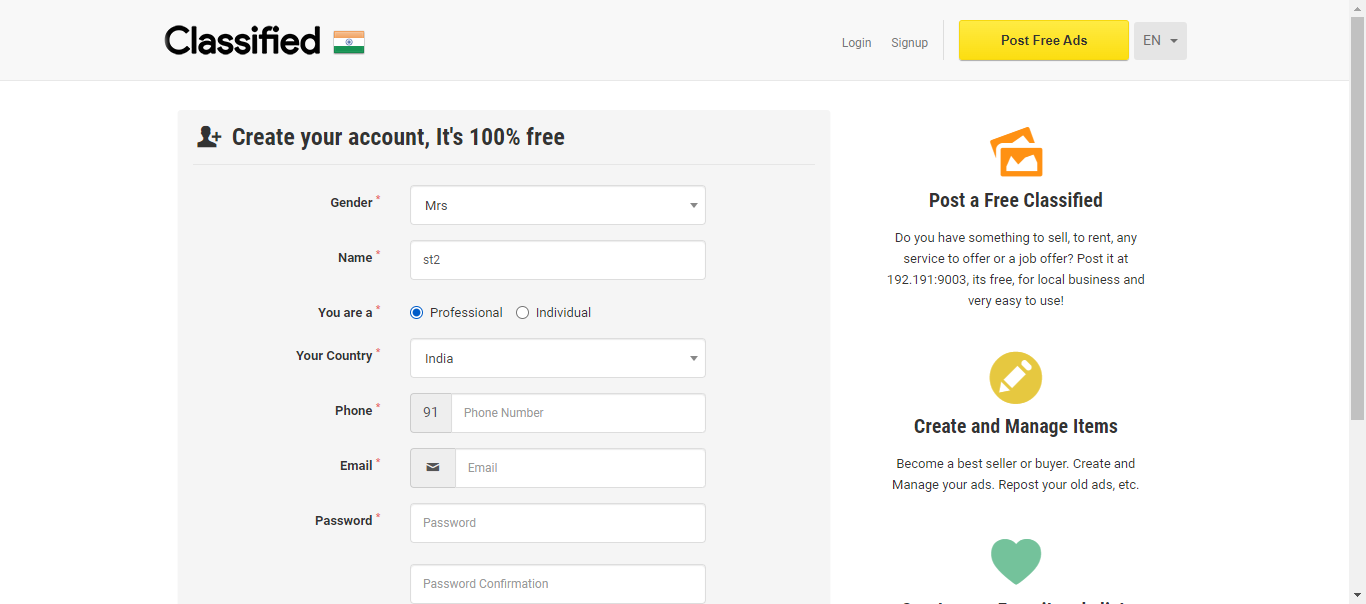 Classified
Login
Signup
Post Free Ads
EN
Create your account, It's 100% free
Gender *
Mrs
Name *
st2
You are a *
Professional
Individual
Your Country *
India
Phone *
91
Phone Number
Email *
Email
Password *
Password
Password Confirmation
Post a Free Classified
Do you have something to sell, to rent, any
service to offer or a job offer? Post it at
192.191:9003, its free, for local business and
very easy to use!
Create and Manage Items
Become a best seller or buyer. Create and
Manage your ads. Repost your old ads, etc.